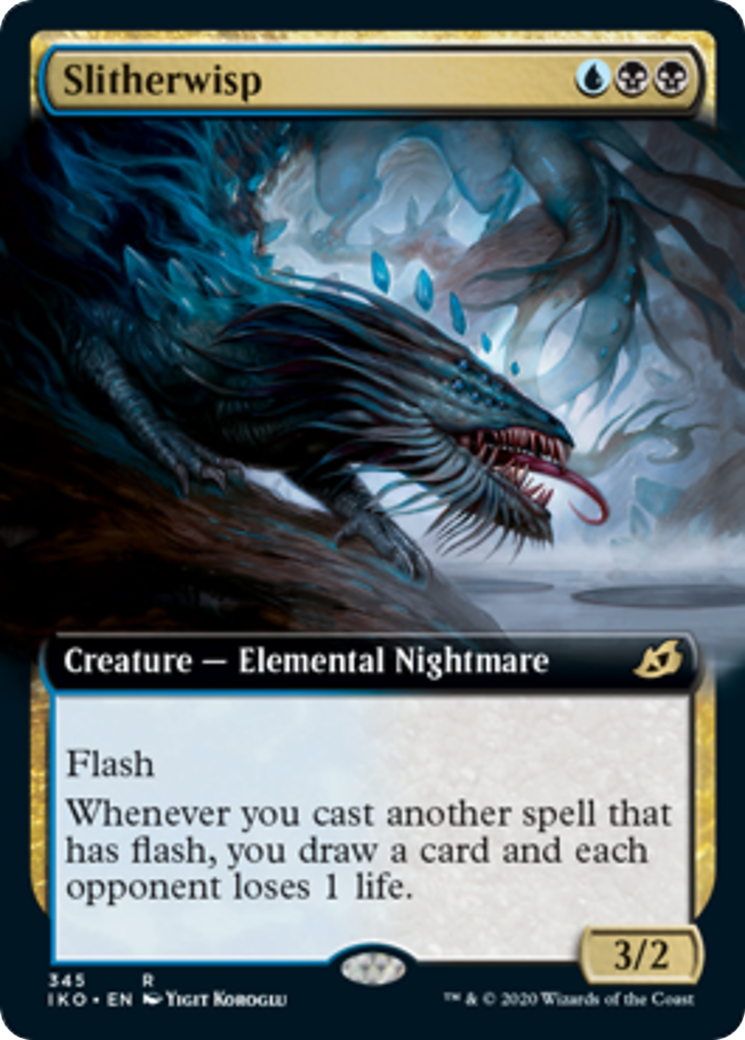 Slitherwisp
Creature — Elemental Nightmare
Flash
Whenever you cast another spell that
has flash, you draw a card and each
opponent loses 1 life.
3/2
345 R
IKO • EN Yigit Koroglu
™ & © 2020 Wizards of the Coast